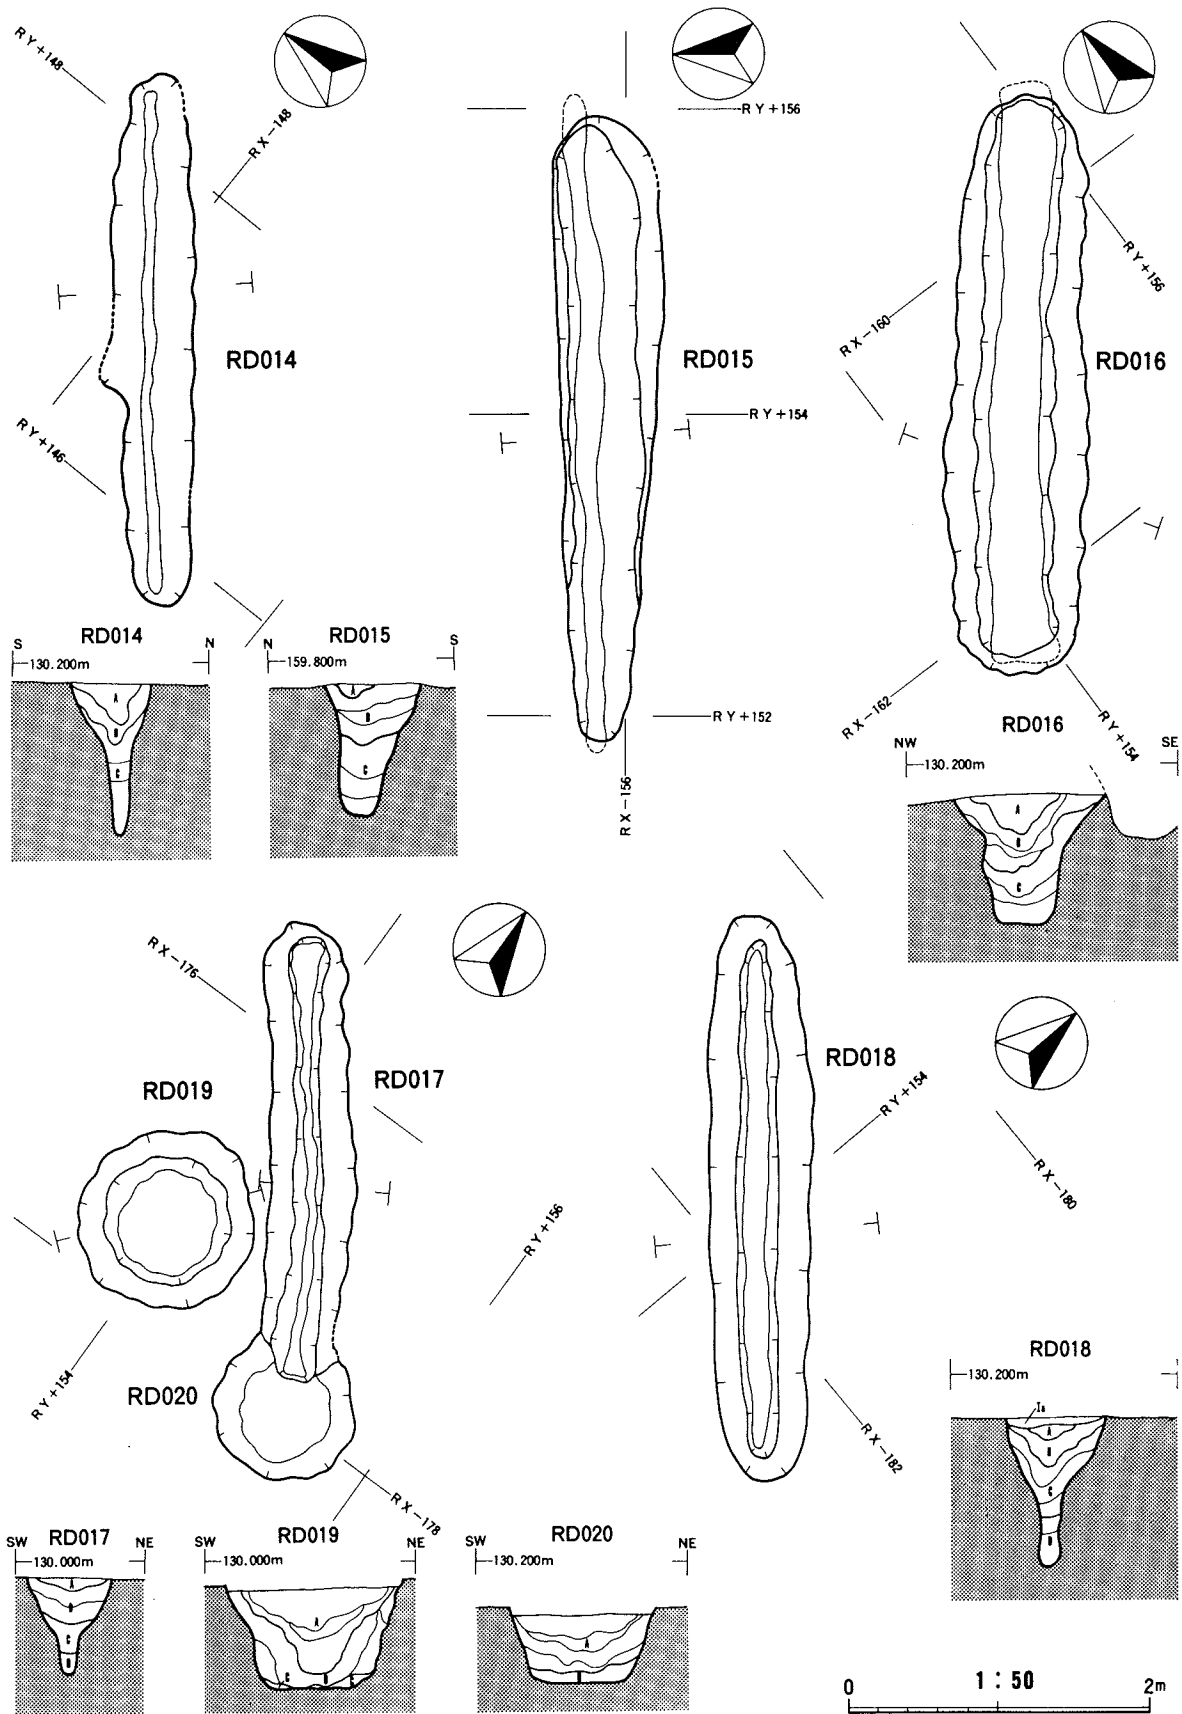 RY+148
RX-148
RD014
RY+146
RY+156
RD015
RY+154
RY+152
RX-156
RY+156
RX-160
RD016
RX-162
RY+154
RD014
S N
130.200m
A
B
C
RD015
N S
159.800m
A
B
C
RD016
NW SE
130.200m
A
B
C
RX-176
RD017
RD019
RY+156
RY+154
RD020
RX-178
RD018
RY+154
RX-180
RX-182
RD018
130.200m
Ia
A
B
C
D
RD017
SW NE
130.000m
A
B
C
D
RD019
SW NE
130.000m
A
C B C
RD020
SW NE
130.200m
A
B
1:50
0 2m